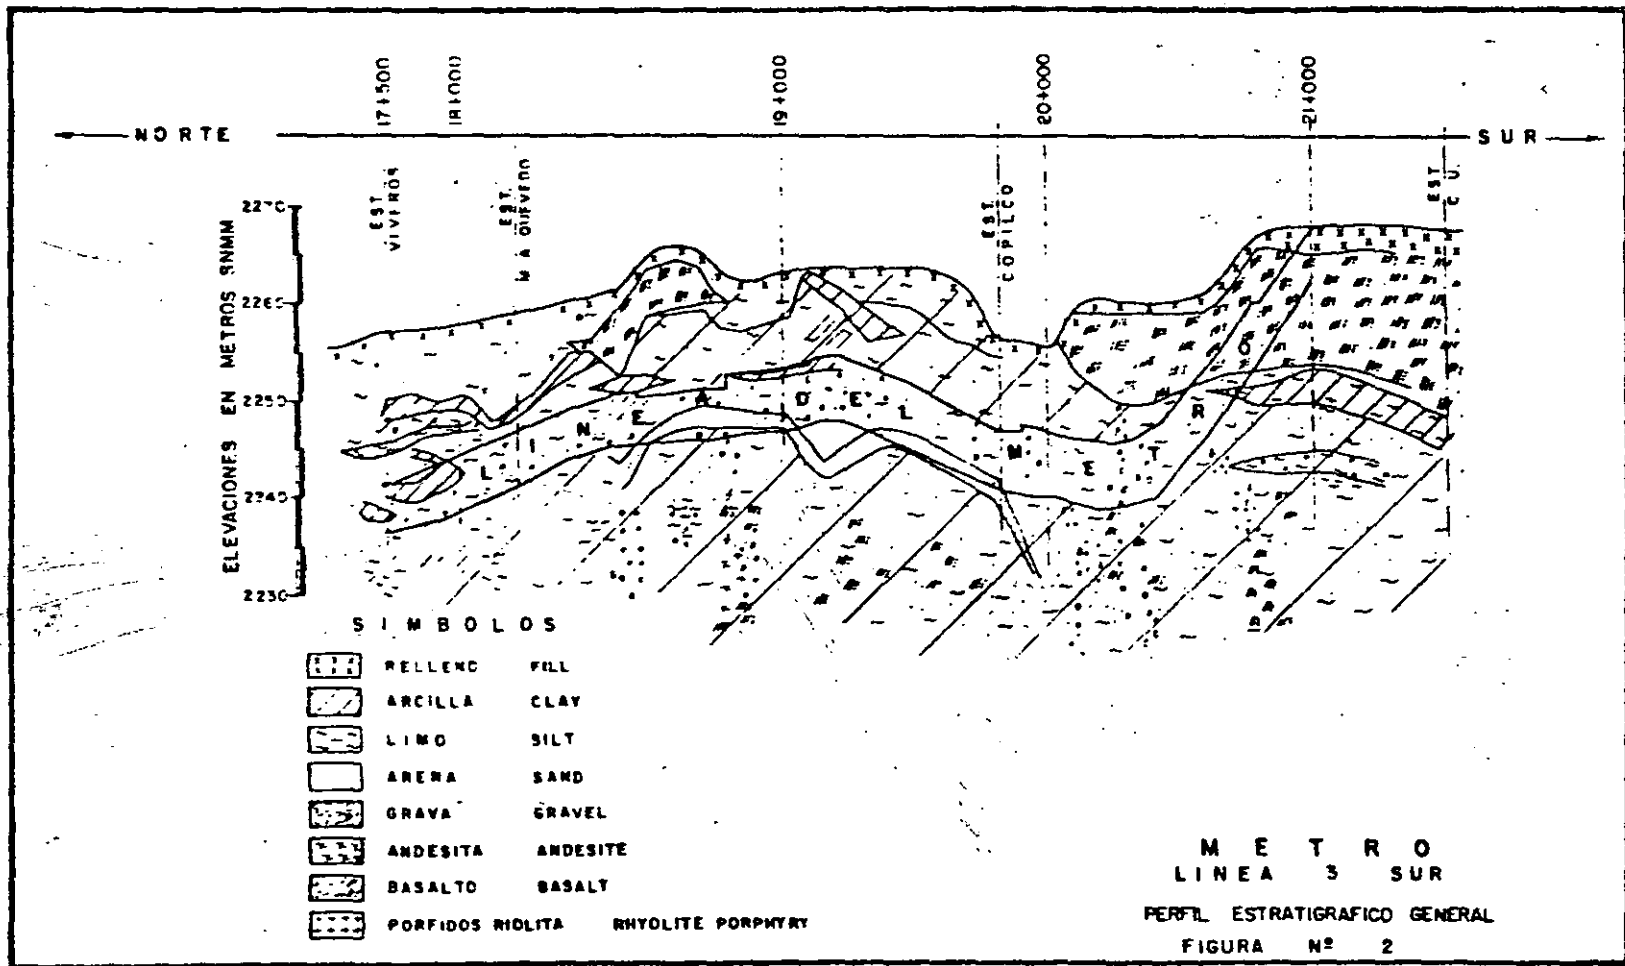 17+500 18+000 19+000 20+000 21+000
NORTE SUR
EST. VIVEROS
EST. M A QUEVEDO
EST. COPILCO
EST. C U.
ELEVACIONES EN METROS SNMM
2270
2260
2250
2240
2230
LINEA DEL METRO
SIMBOLOS
RELLENO FILL
ARCILLA CLAY
LIMO SILT
ARENA SAND
GRAVA GRAVEL
ANDESITA ANDESITE
BASALTO BASALT
PORFIDOS RIOLITA RHYOLITE PORPHYRY
METRO
LINEA 3 SUR
PERFIL ESTRATIGRAFICO GENERAL
FIGURA Nº 2